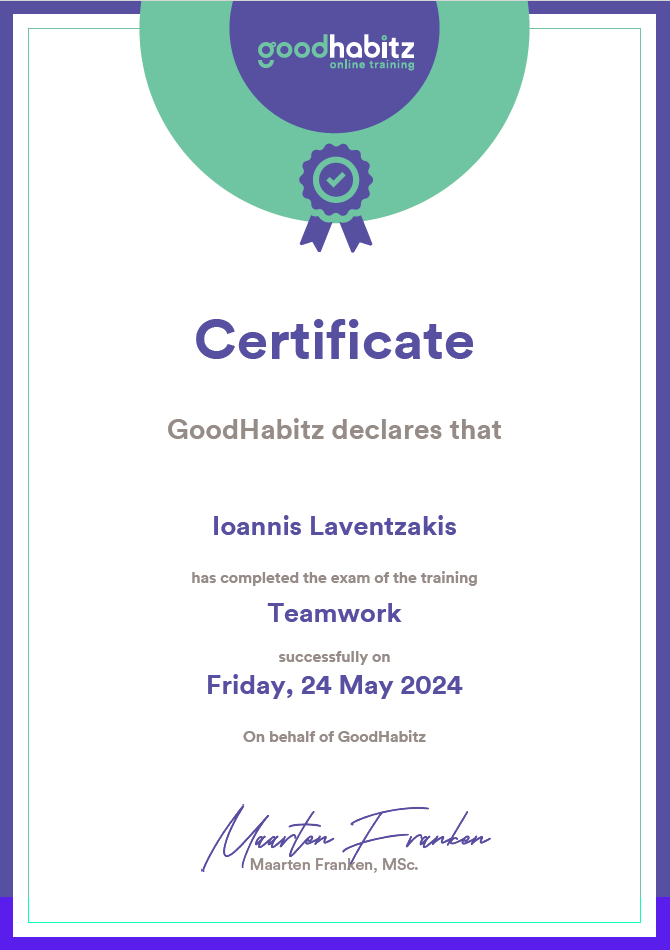 goodhabitz
online training
Certificate
GoodHabitz declares that
Ioannis Laventzakis
has completed the exam of the training
Teamwork
successfully on
Friday, 24 May 2024
On behalf of GoodHabitz
Maarten Franken
Maarten Franken, MSc.